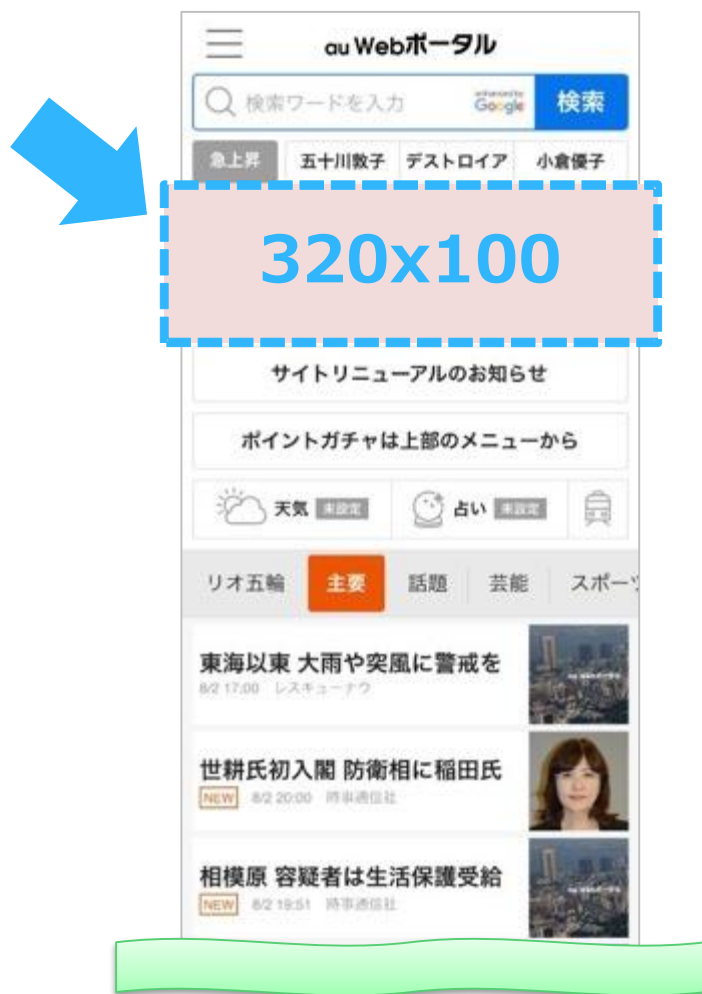 au Webポータル
検索ワードを入力 enhanced by Google 検索
急上昇 五十川敦子 デストロイア 小倉優子
320x100
サイトリニューアルのお知らせ
ポイントガチャは上部のメニューから
天気 未設定 占い 未設定
リオ五輪 主要 話題 芸能 スポーツ
東海以東 大雨や突風に警戒を
8/2 17:00 レスキューナウ
世耕氏初入閣 防衛相に稲田氏
NEW 8/2 20:00 時事通信社
相模原 容疑者は生活保護受給
NEW 8/2 19:51 時事通信社